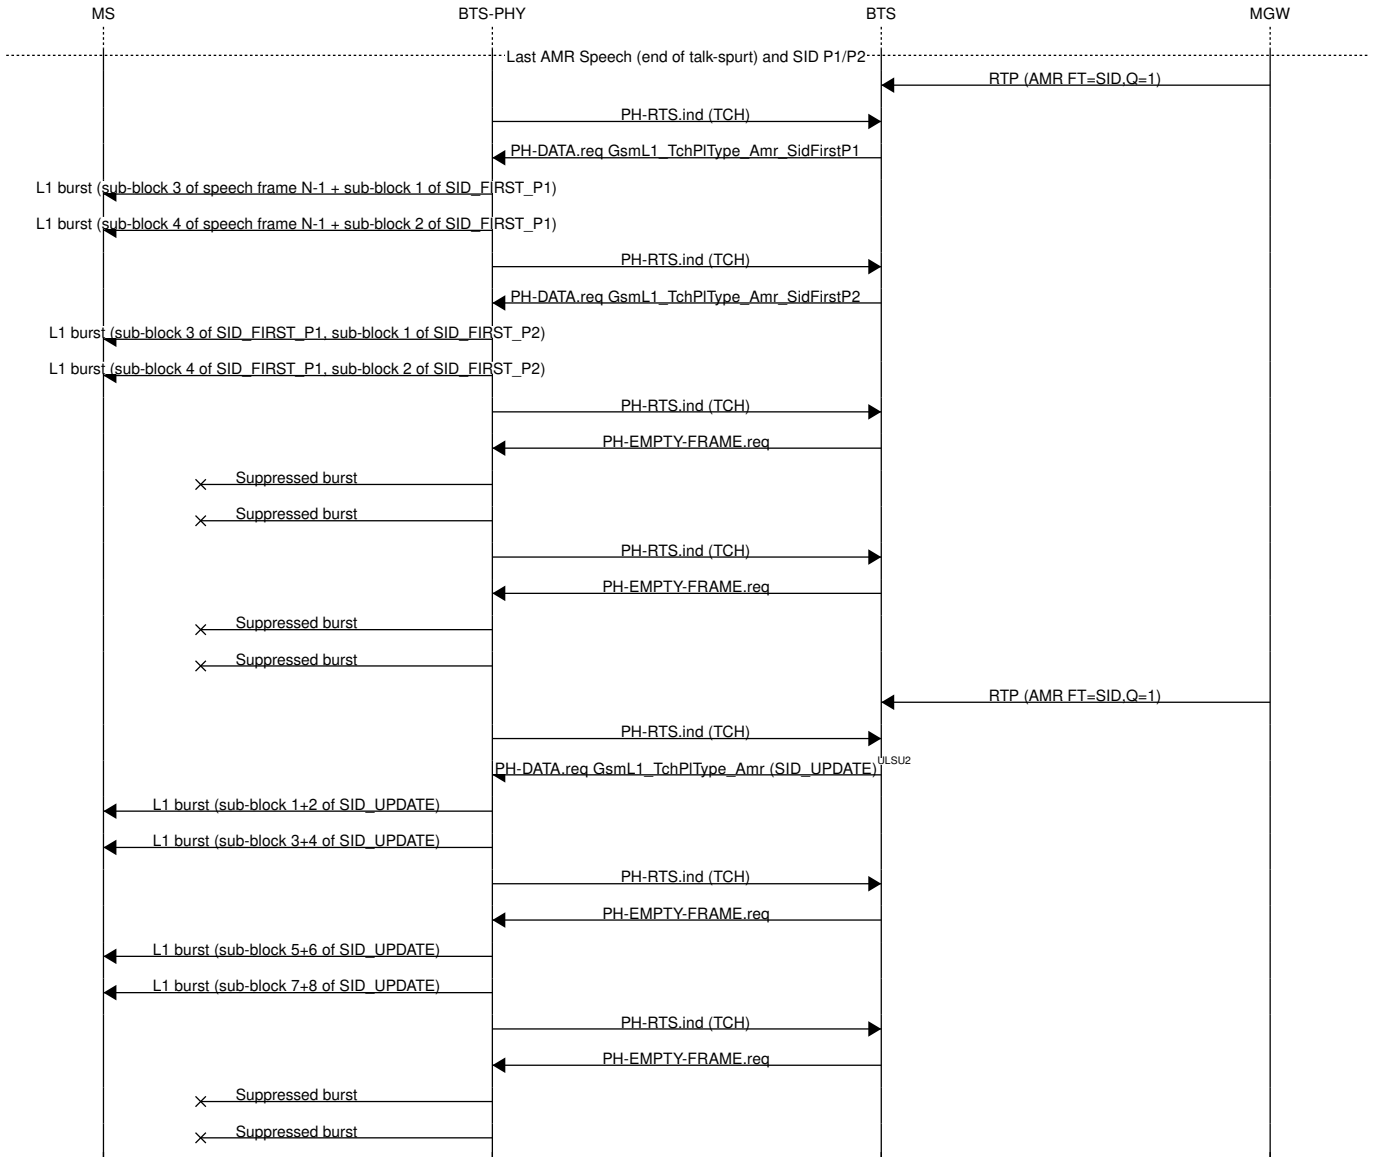 MS BTS-PHY BTS MGW
Last AMR Speech (end of talk-spurt) and SID P1/P2
RTP (AMR FT=SID,Q=1)
PH-RTS.ind (TCH)
PH-DATA.req GsmL1_TchPlType_Amr_SidFirstP1
L1 burst (sub-block 3 of speech frame N-1 + sub-block 1 of SID_FIRST_P1)
L1 burst (sub-block 4 of speech frame N-1 + sub-block 2 of SID_FIRST_P1)
PH-RTS.ind (TCH)
PH-DATA.req GsmL1_TchPlType_Amr_SidFirstP2
L1 burst (sub-block 3 of SID_FIRST_P1, sub-block 1 of SID_FIRST_P2)
L1 burst (sub-block 4 of SID_FIRST_P1, sub-block 2 of SID_FIRST_P2)
PH-RTS.ind (TCH)
PH-EMPTY-FRAME.req
Suppressed burst
Suppressed burst
PH-RTS.ind (TCH)
PH-EMPTY-FRAME.req
Suppressed burst
Suppressed burst
RTP (AMR FT=SID,Q=1)
PH-RTS.ind (TCH)
PH-DATA.req GsmL1_TchPlType_Amr (SID_UPDATE) ULSU2
L1 burst (sub-block 1+2 of SID_UPDATE)
L1 burst (sub-block 3+4 of SID_UPDATE)
PH-RTS.ind (TCH)
PH-EMPTY-FRAME.req
L1 burst (sub-block 5+6 of SID_UPDATE)
L1 burst (sub-block 7+8 of SID_UPDATE)
PH-RTS.ind (TCH)
PH-EMPTY-FRAME.req
Suppressed burst
Suppressed burst